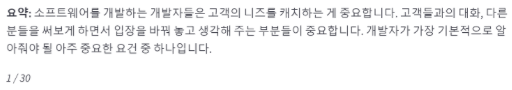 요약: 소프트웨어를 개발하는 개발자들은 고객의 니즈를 캐치하는 게 중요합니다. 고객들과의 대화, 다른
분들을 써보게 하면서 입장을 바꿔 놓고 생각해 주는 부분들이 중요합니다. 개발자가 가장 기본적으로 알
아줘야 될 아주 중요한 요건 중 하나입니다.
1 / 30